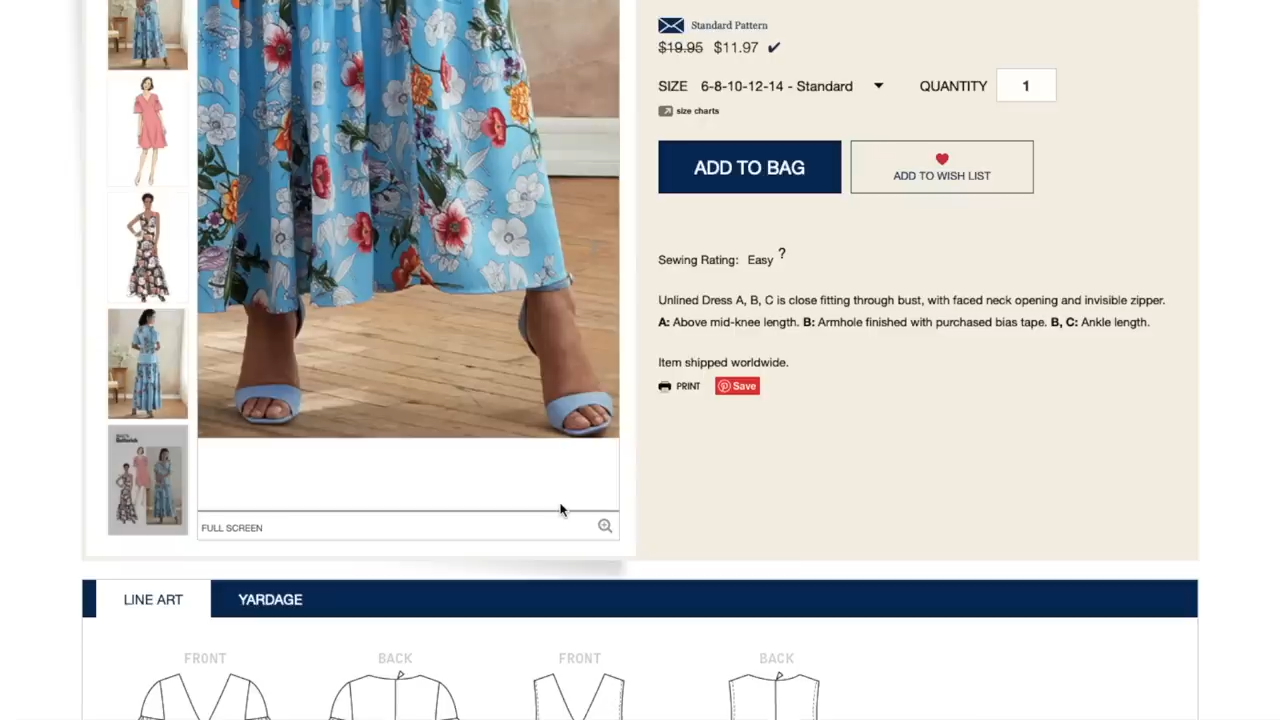 Standard Pattern
$19.95 $11.97 ✔
SIZE 6-8-10-12-14 - Standard QUANTITY 1
size charts
ADD TO BAG
ADD TO WISH LIST
Sewing Rating: Easy ?
Unlined Dress A, B, C is close fitting through bust, with faced neck opening and invisible zipper.
A: Above mid-knee length. B: Armhole finished with purchased bias tape. B, C: Ankle length.
Item shipped worldwide.
PRINT Save
Butterick
FULL SCREEN
LINE ART YARDAGE
FRONT BACK FRONT BACK